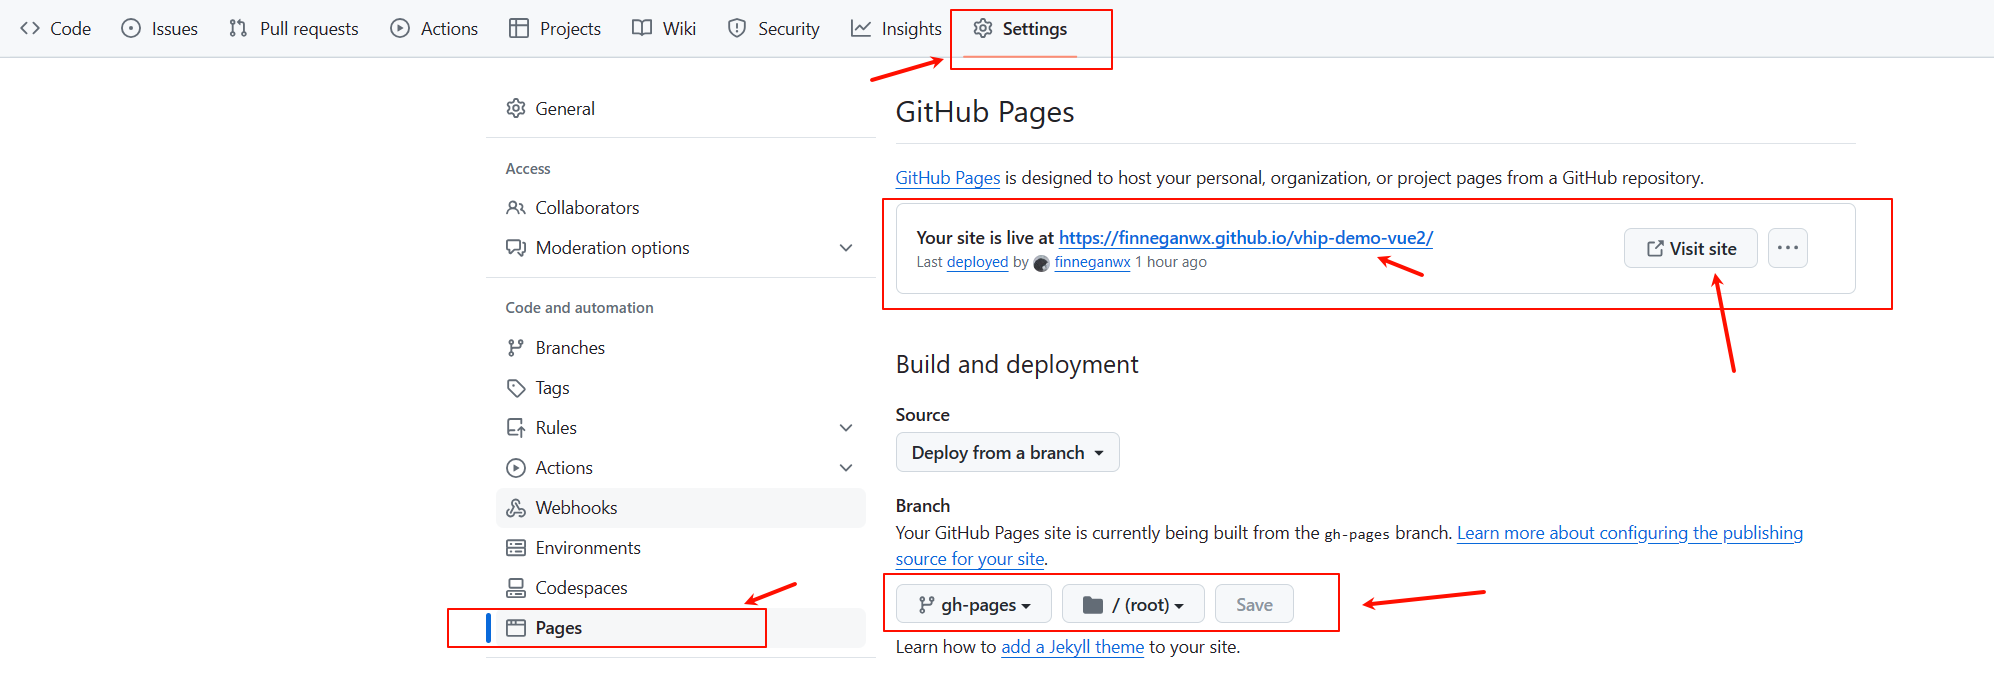 Code Issues Pull requests Actions Projects Wiki Security Insights Settings
General
Access
Collaborators
Moderation options
Code and automation
Branches
Tags
Rules
Actions
Webhooks
Environments
Codespaces
Pages
GitHub Pages
GitHub Pages is designed to host your personal, organization, or project pages from a GitHub repository.
Your site is live at https://finneganwx.github.io/vhip-demo-vue2/
Last deployed by finneganwx 1 hour ago
Visit site
Build and deployment
Source
Deploy from a branch
Branch
Your GitHub Pages site is currently being built from the gh-pages branch. Learn more about configuring the publishing
source for your site.
gh-pages / (root) Save
Learn how to add a Jekyll theme to your site.